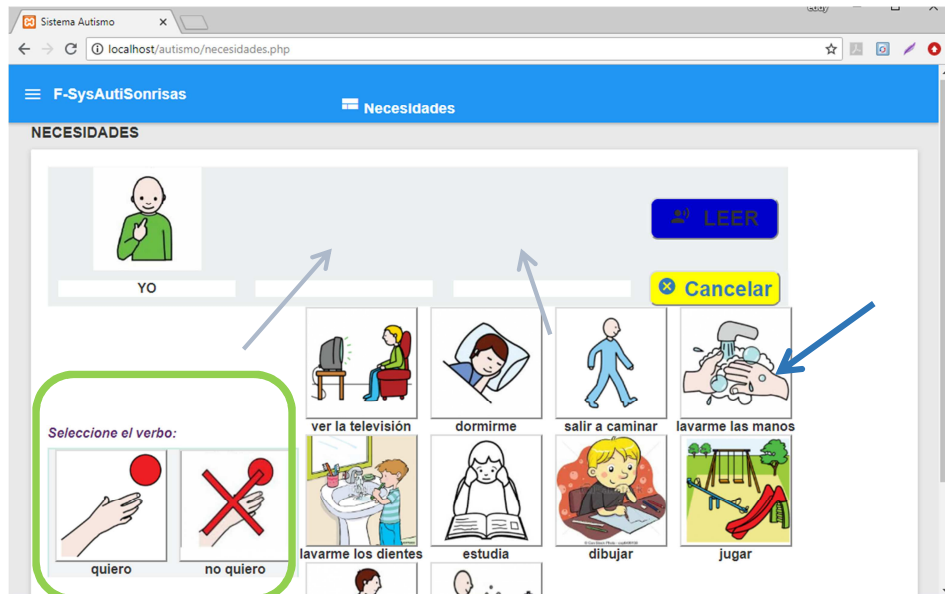 eddy
Sistema Autismo
localhost/autismo/necesidades.php
F-SysAutiSonrisas
Necesidades
NECESIDADES
LEER
YO
Cancelar
ver la televisión dormirme salir a caminar lavarme las manos
Seleccione el verbo:
lavarme los dientes estudia dibujar jugar
quiero no quiero